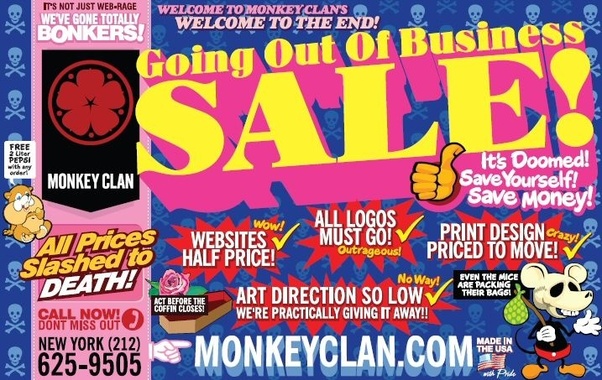 IT'S NOT JUST WEB•RAGE
WE'VE GONE TOTALLY
BONKERS!
WELCOME TO MONKEYCLAN'S
WELCOME TO THE END!
Going Out Of Business
SALE!
FREE
2 Liter
PEPSI
with any
order!
MONKEY CLAN
It's Doomed!
Save Yourself!
Save Money!
All Prices
Slashed to
DEATH!
Wow!
WEBSITES
HALF PRICE!
ALL LOGOS
MUST GO!
Outrageous!
PRINT DESIGN
Crazy!
PRICED TO MOVE!
No Way!
ART DIRECTION SO LOW
WE'RE PRACTICALLY GIVING IT AWAY!!
ACT BEFORE THE
COFFIN CLOSES!
EVEN THE MICE
ARE PACKING
THEIR BAGS!
CALL NOW!
DONT MISS OUT
NEW YORK (212)
625-9505
MONKEYCLAN.COM
MADE IN
THE USA
with Pride